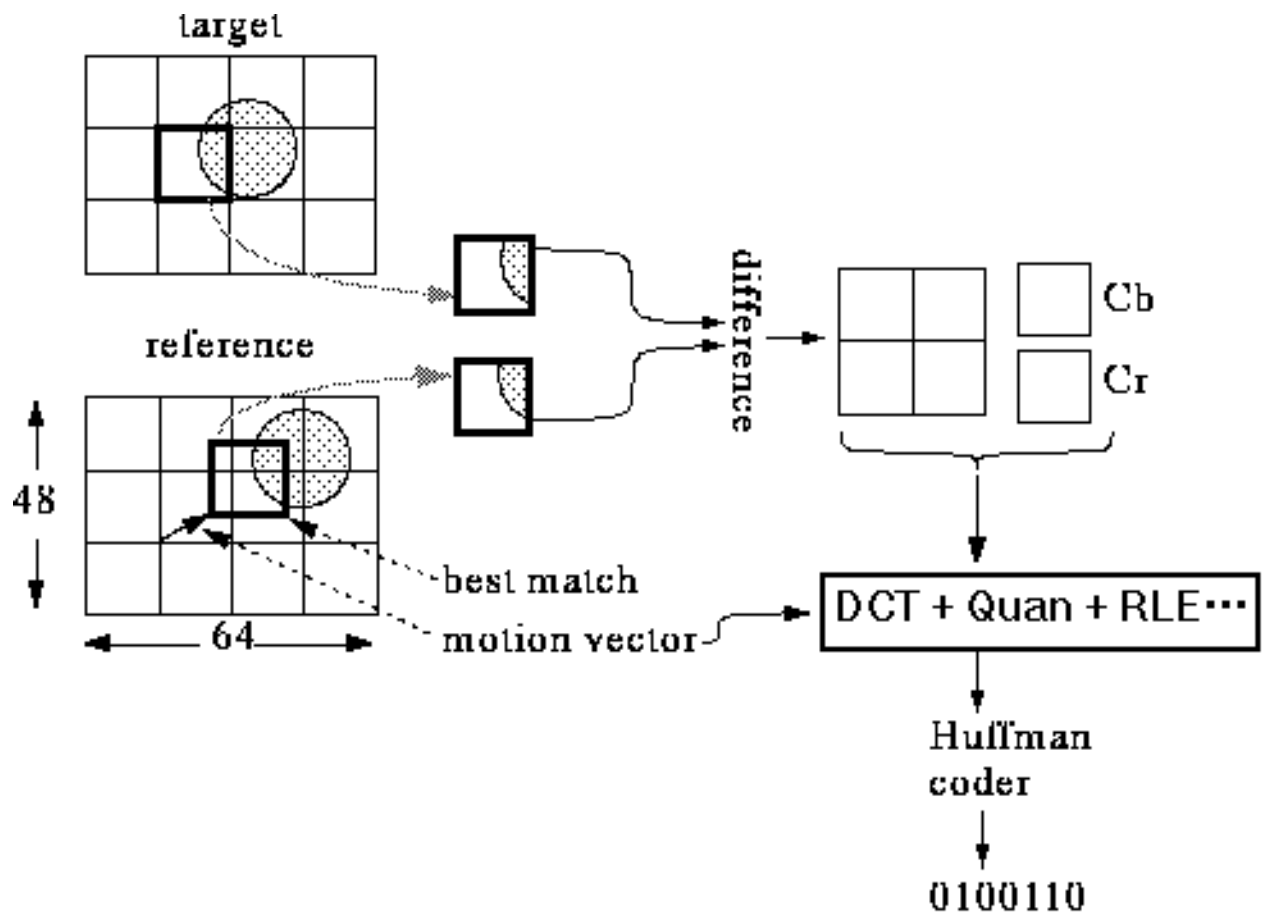 target
reference
difference
Cb
Cr
48
64
best match
motion vector
DCT + Quan + RLE···
Huffman
coder
0100110